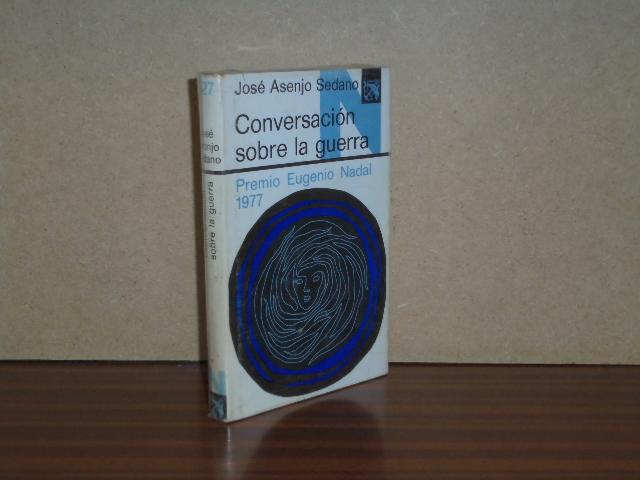 José Asenjo Sedano
N
Conversación
sobre la guerra
Premio Eugenio Nadal
1977
27
sobre la guerra
N